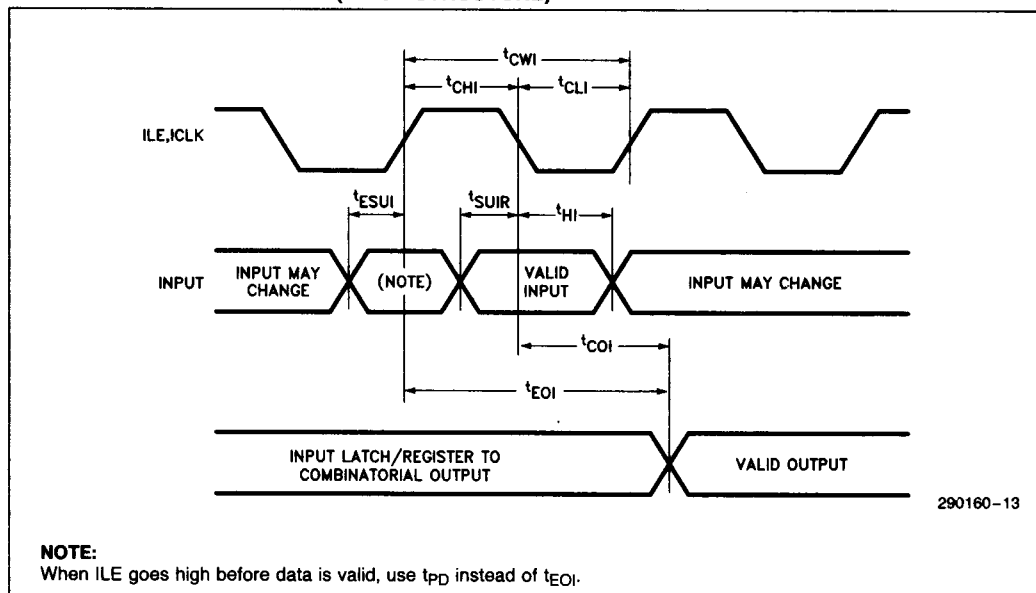 tCWI
tCHI
tCLI
ILE,ICLK
tESUI
tSUIR
tHI
INPUT
INPUT MAY
CHANGE
(NOTE)
VALID
INPUT
INPUT MAY CHANGE
tCOI
tEOI
INPUT LATCH/REGISTER TO
COMBINATORIAL OUTPUT
VALID OUTPUT
290160-13
NOTE:
When ILE goes high before data is valid, use tPD instead of tEOI.